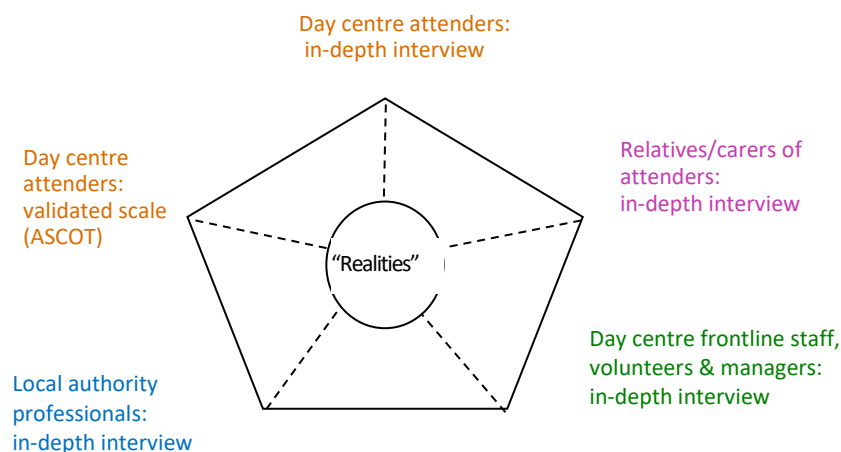 Day centre attenders:
in-depth interview
Day centre
attenders:
validated scale
(ASCOT)
Relatives/carers of
attenders:
in-depth interview
“Realities”
Day centre frontline staff,
volunteers & managers:
in-depth interview
Local authority
professionals:
in-depth interview